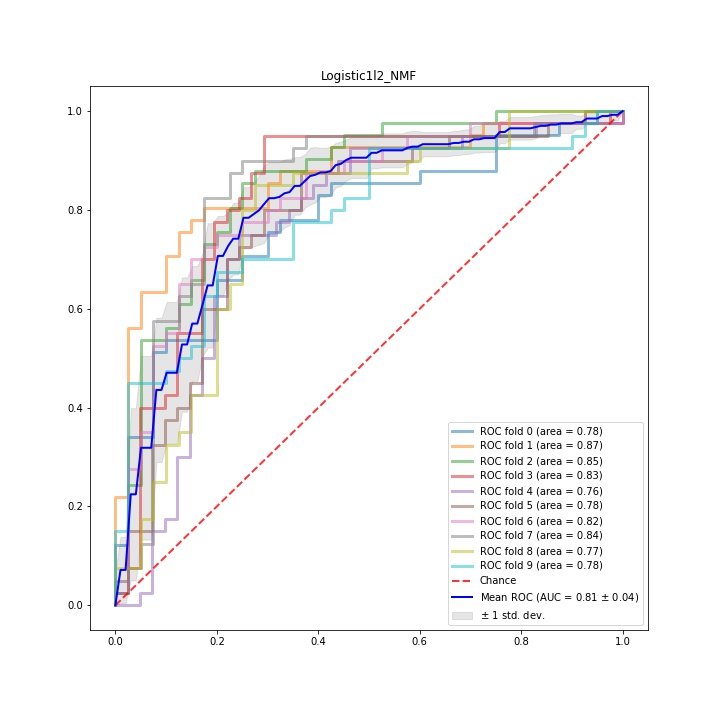 Logistic1l2_NMF
1.0
0.8
0.6
0.4
0.2
0.0
0.0 0.2 0.4 0.6 0.8 1.0
ROC fold 0 (area = 0.78)
ROC fold 1 (area = 0.87)
ROC fold 2 (area = 0.85)
ROC fold 3 (area = 0.83)
ROC fold 4 (area = 0.76)
ROC fold 5 (area = 0.78)
ROC fold 6 (area = 0.82)
ROC fold 7 (area = 0.84)
ROC fold 8 (area = 0.77)
ROC fold 9 (area = 0.78)
Chance
Mean ROC (AUC = 0.81 ± 0.04)
± 1 std. dev.